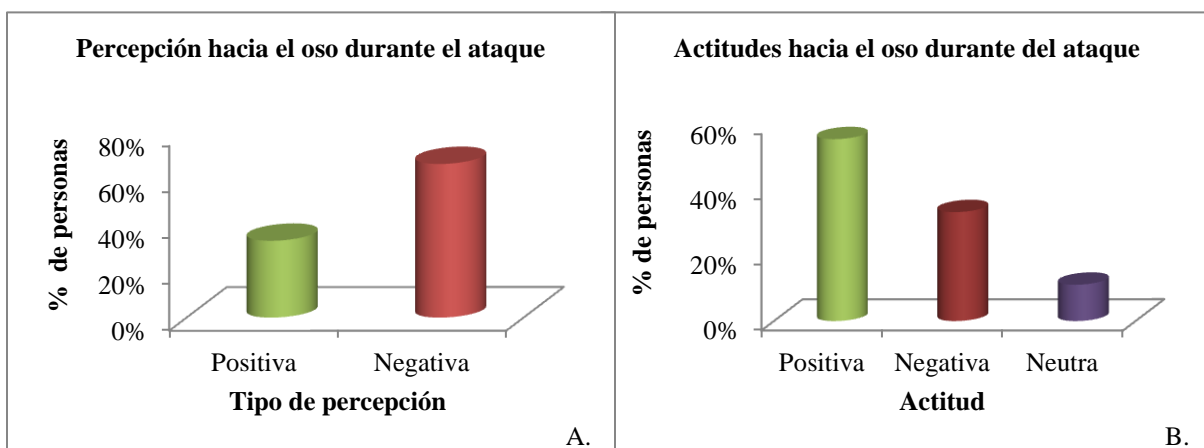 Percepción hacia el oso durante el ataque
% de personas
80%
60%
40%
20%
0%
Positiva Negativa
Tipo de percepción
A.
Actitudes hacia el oso durante del ataque
% de personas
60%
40%
20%
0%
Positiva Negativa Neutra
Actitud
B.